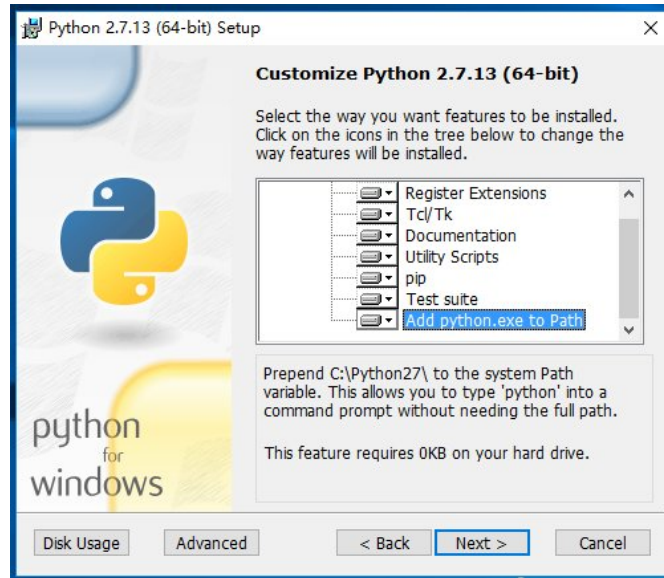 Python 2.7.13 (64-bit) Setup
Customize Python 2.7.13 (64-bit)
Select the way you want features to be installed.
Click on the icons in the tree below to change the
way features will be installed.
Register Extensions
Tcl/Tk
Documentation
Utility Scripts
pip
Test suite
Add python.exe to Path
Prepend C:\Python27\ to the system Path
variable. This allows you to type 'python' into a
command prompt without needing the full path.
This feature requires 0KB on your hard drive.
python
for
windows
Disk Usage
Advanced
< Back
Next >
Cancel